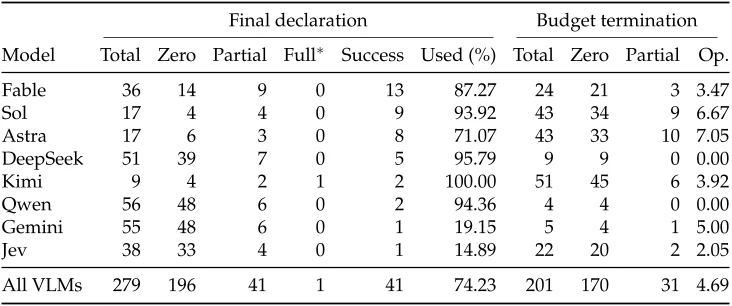 Final declaration Budget termination
Model Total Zero Partial Full* Success Used (%) Total Zero Partial Op.
Fable 36 14 9 0 13 87.27 24 21 3 3.47
Sol 17 4 4 0 9 93.92 43 34 9 6.67
Astra 17 6 3 0 8 71.07 43 33 10 7.05
DeepSeek 51 39 7 0 5 95.79 9 9 0 0.00
Kimi 9 4 2 1 2 100.00 51 45 6 3.92
Qwen 56 48 6 0 2 94.36 4 4 0 0.00
Gemini 55 48 6 0 1 19.15 5 4 1 5.00
Jev 38 33 4 0 1 14.89 22 20 2 2.05
All VLMs 279 196 41 1 41 74.23 201 170 31 4.69